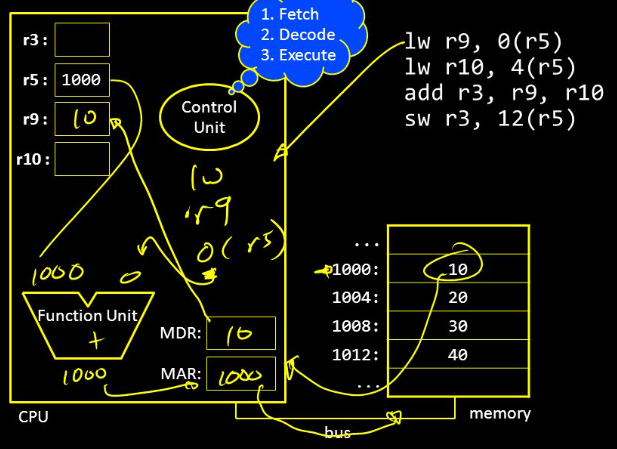 1. Fetch
2. Decode
3. Execute
lw r9, 0(r5)
lw r10, 4(r5)
add r3, r9, r10
sw r3, 12(r5)
r3:
r5: 1000
r9: 10
r10:
Control
Unit
lw
r9
0(r5)
1000 0
Function Unit
+
1000
MDR: 10
MAR: 1000
CPU
...
1000: 10
1004: 20
1008: 30
1012: 40
...
memory
bus